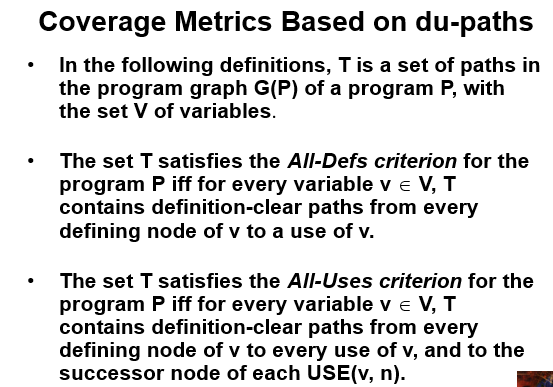 Coverage Metrics Based on du-paths
• In the following definitions, T is a set of paths in
the program graph G(P) of a program P, with
the set V of variables.
• The set T satisfies the All-Defs criterion for the
program P iff for every variable v ∈ V, T
contains definition-clear paths from every
defining node of v to a use of v.
• The set T satisfies the All-Uses criterion for the
program P iff for every variable v ∈ V, T
contains definition-clear paths from every
defining node of v to every use of v, and to the
successor node of each USE(v, n).